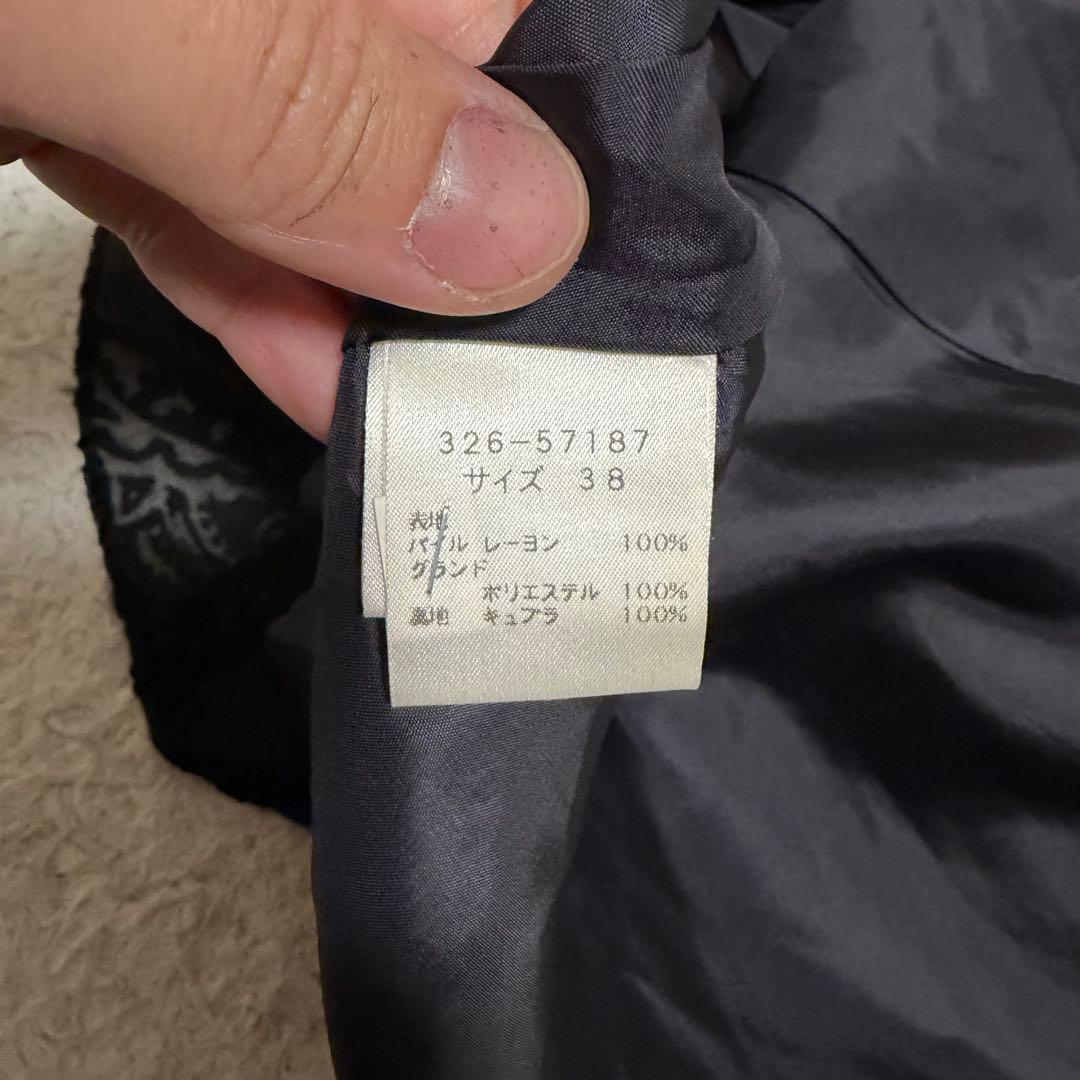 326-57187
サイズ 38
表地
パイル レーヨン 100%
グランド
ポリエステル 100%
裏地 キュプラ 100%